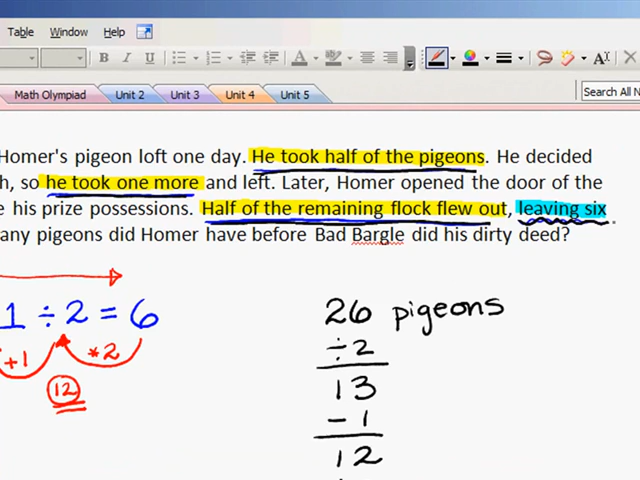 Table Window Help
B I U A
Math Olympiad Unit 2 Unit 3 Unit 4 Unit 5
Search All N
Homer's pigeon loft one day. He took half of the pigeons. He decided
h, so he took one more and left. Later, Homer opened the door of the
e his prize possessions. Half of the remaining flock flew out, leaving six.
any pigeons did Homer have before Bad Bargle did his dirty deed?
1 ÷ 2 = 6
+1 *2
12
26 pigeons
÷2
13
-1
12